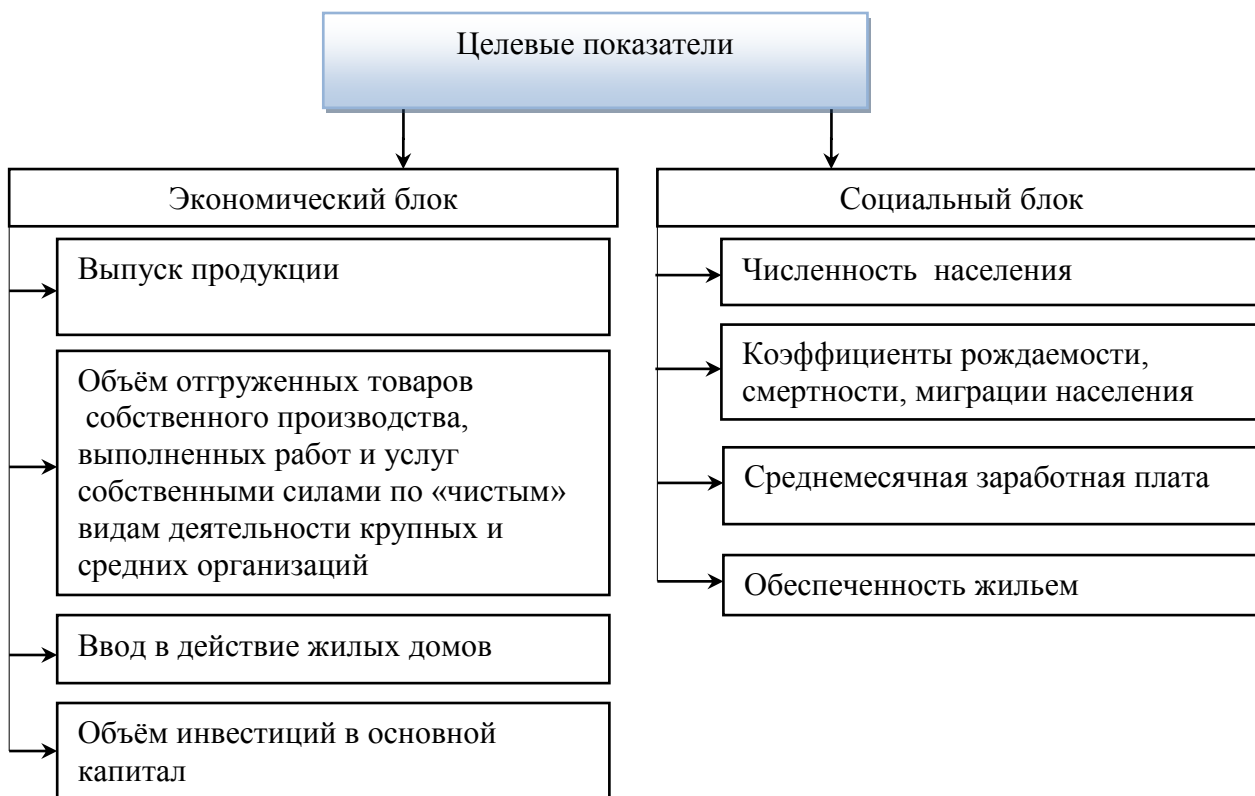 Целевые показатели
Экономический блок
Выпуск продукции
Объём отгруженных товаров
собственного производства,
выполненных работ и услуг
собственными силами по «чистым»
видам деятельности крупных и
средних организаций
Ввод в действие жилых домов
Объём инвестиций в основной
капитал
Социальный блок
Численность населения
Коэффициенты рождаемости,
смертности, миграции населения
Среднемесячная заработная плата
Обеспеченность жильем